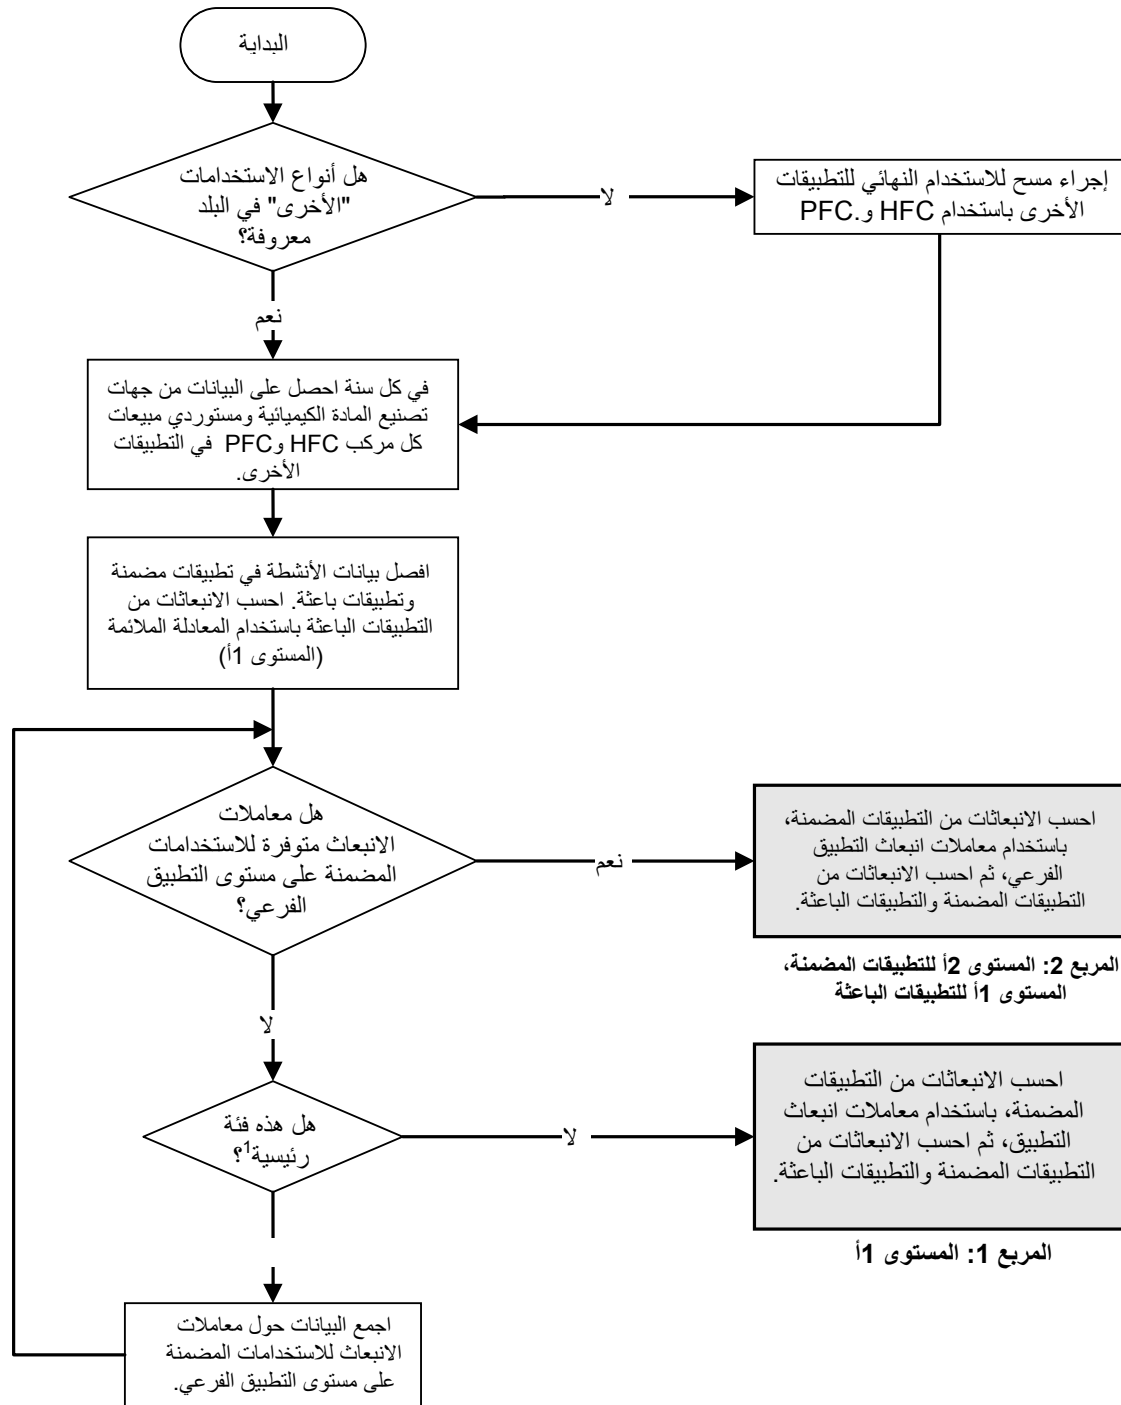 البداية
هل أنواع الاستخدامات
"الأخرى" في البلد
معروفة؟
لا
إجراء مسح للاستخدام النهائي للتطبيقات
الأخرى باستخدام HFC و.PFC
نعم
في كل سنة احصل على البيانات من جهات
تصنيع المادة الكيميائية ومستوردي مبيعات
كل مركب HFC وPFC في التطبيقات
الأخرى.
افصل بيانات الأنشطة في تطبيقات مضمنة
وتطبيقات باعثة. احسب الانبعاثات من
التطبيقات الباعثة باستخدام المعادلة الملائمة
(المستوى 1أ)
هل معاملات
الانبعاث متوفرة للاستخدامات
المضمنة على مستوى التطبيق
الفرعي؟
نعم
احسب الانبعاثات من التطبيقات المضمنة،
باستخدام معاملات انبعاث التطبيق
الفرعي، ثم احسب الانبعاثات من
التطبيقات المضمنة والتطبيقات الباعثة.
المربع 2: المستوى 2أ للتطبيقات المضمنة،
المستوى 1أ للتطبيقات الباعثة
لا
هل هذه فئة
رئيسية1؟
لا
احسب الانبعاثات من التطبيقات
المضمنة، باستخدام معاملات انبعاث
التطبيق، ثم احسب الانبعاثات من
التطبيقات المضمنة والتطبيقات الباعثة.
المربع 1: المستوى 1أ
اجمع البيانات حول معاملات
الانبعاث للاستخدامات المضمنة
على مستوى التطبيق الفرعي.